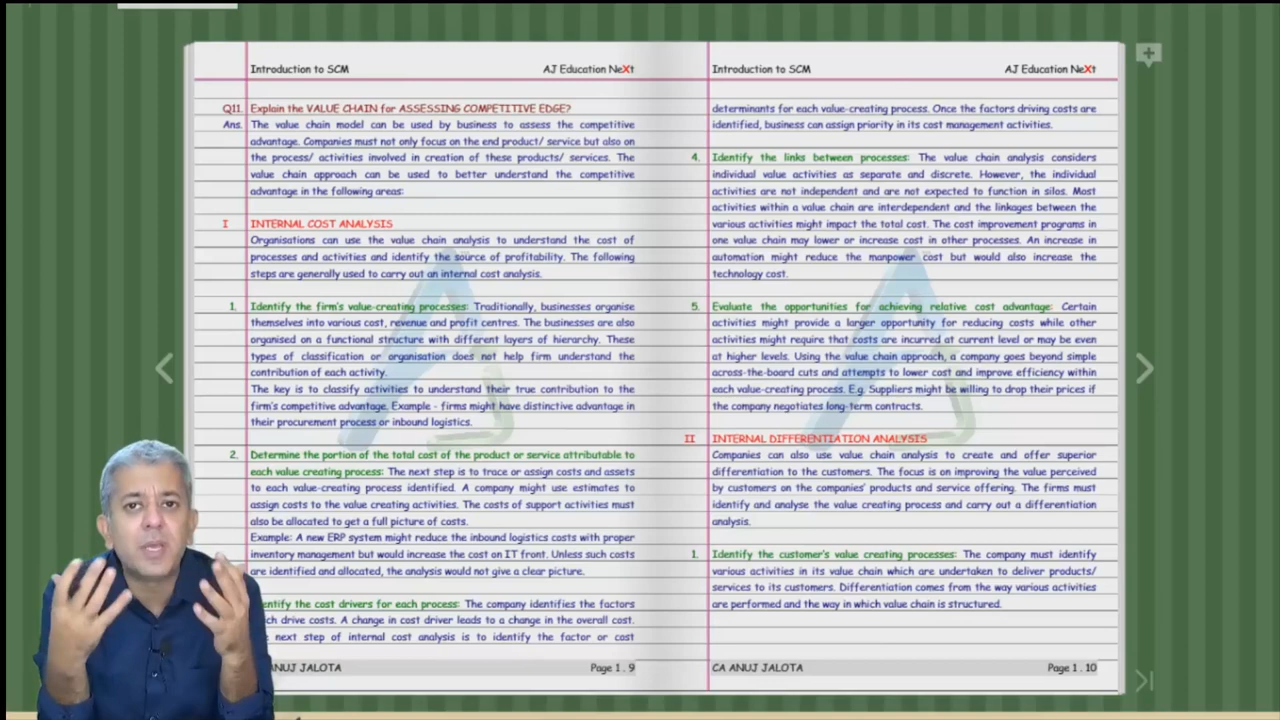 Introduction to SCM
AJ Education NeXt
Q11. Explain the VALUE CHAIN for ASSESSING COMPETITIVE EDGE?
Ans. The value chain model can be used by business to assess the competitive
advantage. Companies must not only focus on the end product/ service but also on
the process/ activities involved in creation of these products/ services. The
value chain approach can be used to better understand the competitive
advantage in the following areas:
I INTERNAL COST ANALYSIS
Organisations can use the value chain analysis to understand the cost of
processes and activities and identify the source of profitability. The following
steps are generally used to carry out an internal cost analysis.
1. Identify the firm's value-creating processes: Traditionally, businesses organise
themselves into various cost, revenue and profit centres. The businesses are also
organised on a functional structure with different layers of hierarchy. These
types of classification or organisation does not help firm understand the
contribution of each activity.
The key is to classify activities to understand their true contribution to the
firm's competitive advantage. Example - firms might have distinctive advantage in
their procurement process or inbound logistics.
2. Determine the portion of the total cost of the product or service attributable to
each value creating process: The next step is to trace or assign costs and assets
to each value-creating process identified. A company might use estimates to
assign costs to the value creating activities. The costs of support activities must
also be allocated to get a full picture of costs.
Example: A new ERP system might reduce the inbound logistics costs with proper
inventory management but would increase the cost on IT front. Unless such costs
are identified and allocated, the analysis would not give a clear picture.
entify the cost drivers for each process: The company identifies the factors
ch drive costs. A change in cost driver leads to a change in the overall cost.
next step of internal cost analysis is to identify the factor or cost
ANUJ JALOTA
Page 1 . 9
Introduction to SCM
AJ Education NeXt
determinants for each value-creating process. Once the factors driving costs are
identified, business can assign priority in its cost management activities.
4. Identify the links between processes: The value chain analysis considers
individual value activities as separate and discrete. However, the individual
activities are not independent and are not expected to function in silos. Most
activities within a value chain are interdependent and the linkages between the
various activities might impact the total cost. The cost improvement programs in
one value chain may lower or increase cost in other processes. An increase in
automation might reduce the manpower cost but would also increase the
technology cost.
5. Evaluate the opportunities for achieving relative cost advantage: Certain
activities might provide a larger opportunity for reducing costs while other
activities might require that costs are incurred at current level or may be even
at higher levels. Using the value chain approach, a company goes beyond simple
across-the-board cuts and attempts to lower cost and improve efficiency within
each value-creating process. E.g. Suppliers might be willing to drop their prices if
the company negotiates long-term contracts.
II INTERNAL DIFFERENTIATION ANALYSIS
Companies can also use value chain analysis to create and offer superior
differentiation to the customers. The focus is on improving the value perceived
by customers on the companies' products and service offering. The firms must
identify and analyse the value creating process and carry out a differentiation
analysis.
1. Identify the customer's value creating processes: The company must identify
various activities in its value chain which are undertaken to deliver products/
services to its customers. Differentiation comes from the way various activities
are performed and the way in which value chain is structured.
CA ANUJ JALOTA
Page 1 . 10